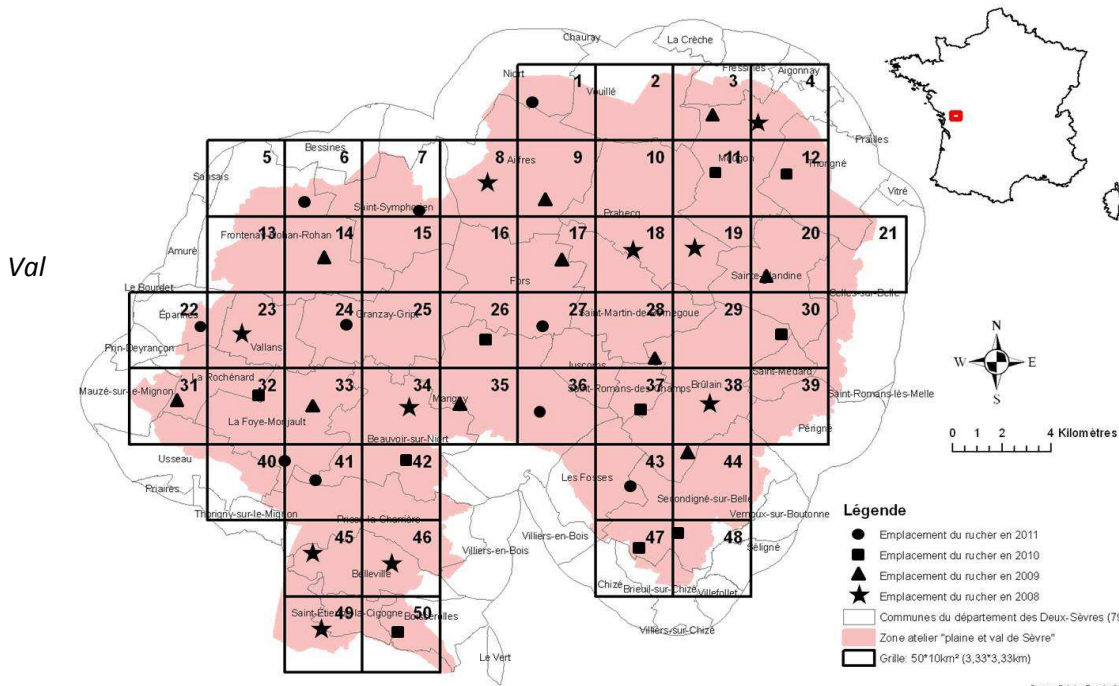 Val
Chauray
La Crèche
Niort
Fressines
Aigonnay
Vouillé
1
2
3
4
Prailles
Bessines
5
6
7
8
9
10
11
12
Sansais
Aiffres
Mougon
Thorigné
Saint-Symphorien
Vitré
Prahecq
Frontenay-Rohan-Rohan
13
14
15
16
17
18
19
20
21
Amuré
Fors
Sainte-Blandine
Le Bourdet
Celles-sur-Belle
Épannes
22
23
24
25
26
27
28
29
30
Granzay-Gript
Saint-Martin-de-Bernegoue
Prin-Deyrançon
Vallans
Juscorps
Saint-Médard
La Rochénard
Mauzé-sur-le-Mignon
31
32
33
34
35
36
37
38
39
Marigny
Saint-Romans-des-Champs
Brûlain
Saint-Romans-lès-Melle
La Foye-Monjault
Périgné
Beauvoir-sur-Niort
Usseau
40
41
42
43
44
Les Fosses
Priaires
Secondigné-sur-Belle
Thorigny-sur-le-Mignon
Prissé-la-Charrière
Vernoux-sur-Boutonne
45
46
47
48
Villiers-en-Bois
Villiers-en-Bois
Séligné
Belleville
Chizé
Brieuil-sur-Chizé
Villefollet
49
50
Saint-Étienne-la-Cigogne
Boisserolles
Villiers-sur-Chizé
Le Vert
N
W
E
S
0 1 2 4 Kilomètres
Légende
Emplacement du rucher en 2011
Emplacement du rucher en 2010
Emplacement du rucher en 2009
Emplacement du rucher en 2008
Communes du département des Deux-Sèvres (79
Zone atelier "plaine et val de Sèvre"
Grille: 50*10km² (3,33*3,33km)